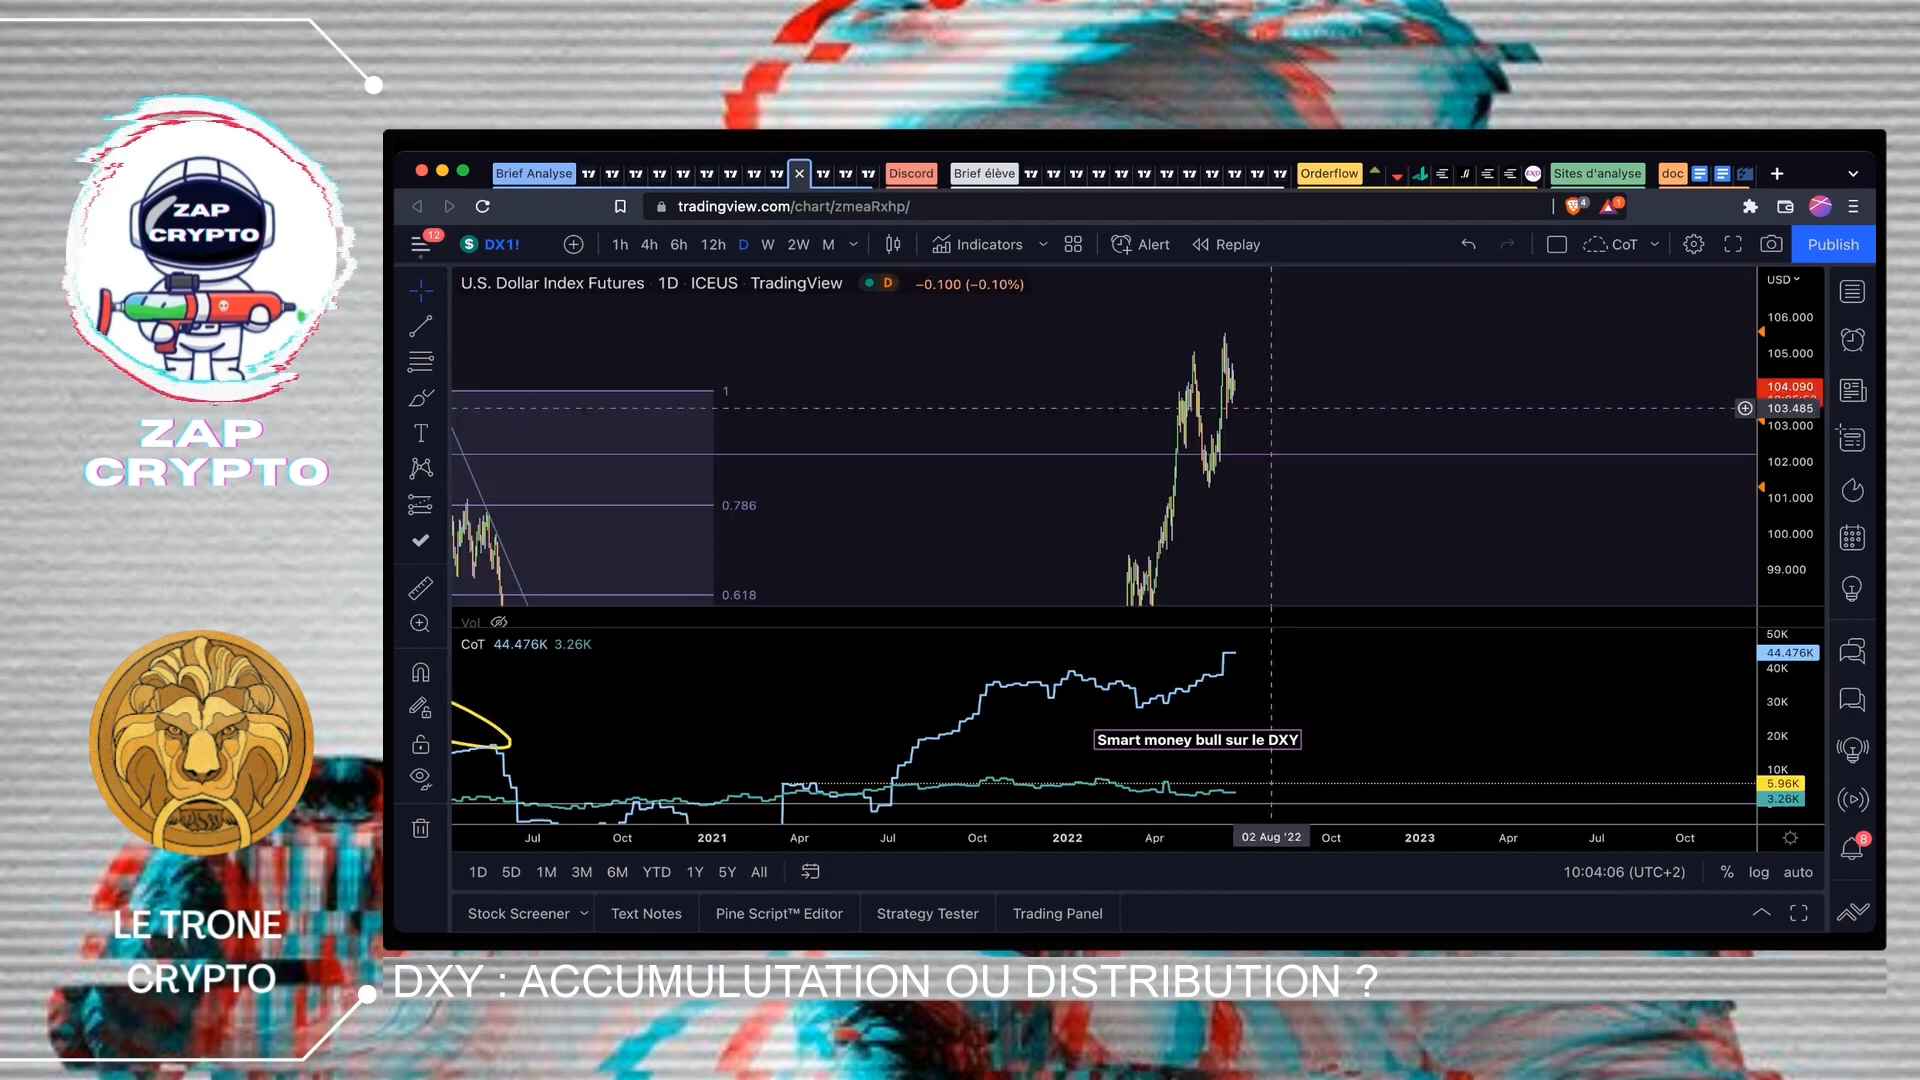 ZAP
CRYPTO
ZAP
CRYPTO
LE TRONE
CRYPTO
Brief Analyse
Discord
Brief élève
Orderflow
Sites d'analyse
doc
tradingview.com/chart/zmeaRxhp/
4
1
12
DX1!
1h 4h 6h 12h D W 2W M
Indicators
Alert
Replay
CoT
Publish
U.S. Dollar Index Futures · 1D · ICEUS · TradingView
D
−0.100 (−0.10%)
USD
106.000
105.000
104.090
103.485
103.000
102.000
101.000
100.000
99.000
1
0.786
0.618
Vol
CoT 44.476K 3.26K
50K
44.476K
40K
30K
20K
10K
5.96K
3.26K
Smart money bull sur le DXY
Jul Oct 2021 Apr Jul Oct 2022 Apr 02 Aug '22 Oct 2023 Apr Jul Oct
8
1D 5D 1M 3M 6M YTD 1Y 5Y All
10:04:06 (UTC+2)
% log auto
Stock Screener
Text Notes
Pine Script™ Editor
Strategy Tester
Trading Panel
DXY : ACCUMULUTATION OU DISTRIBUTION ?